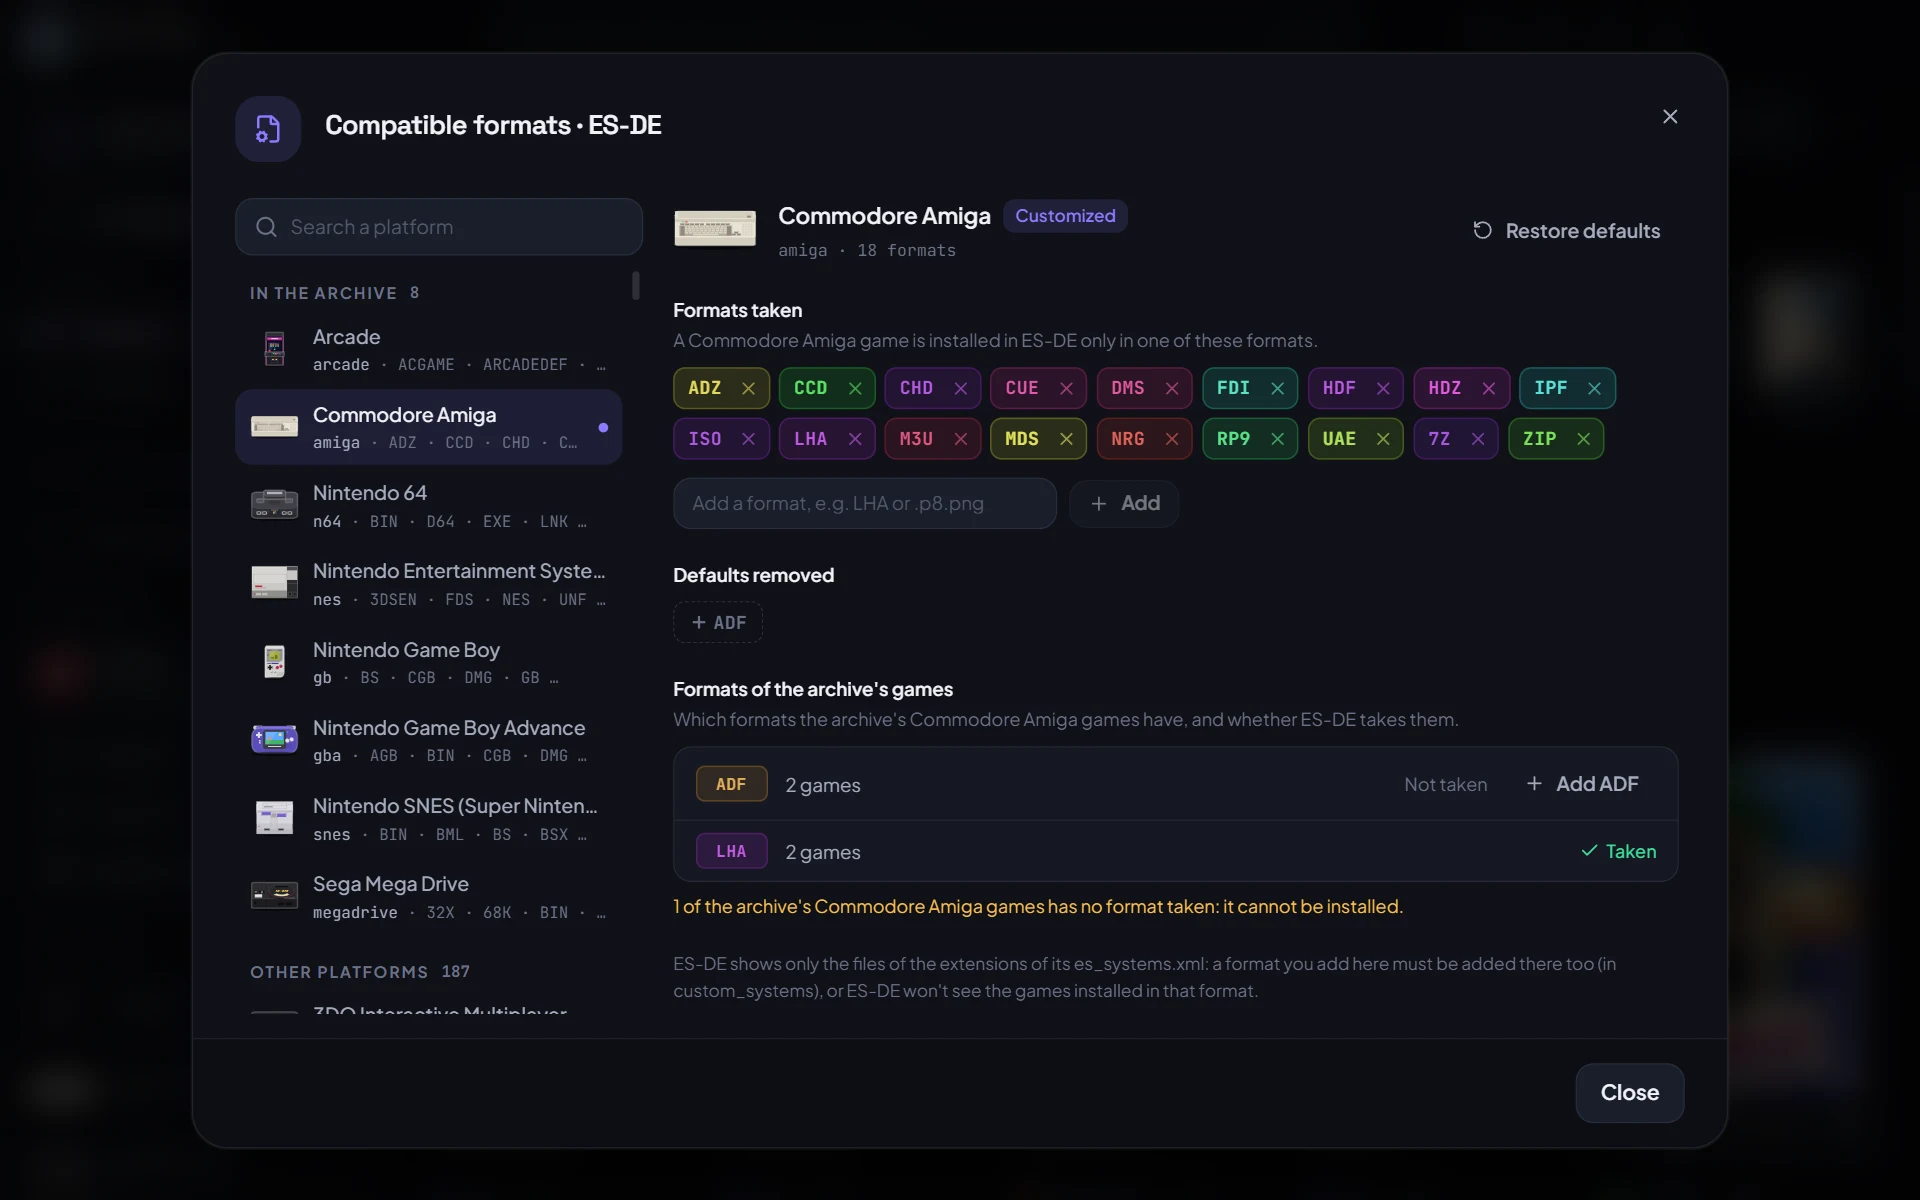 Compatible formats · ES-DE
Search a platform
IN THE ARCHIVE 8
Arcade
arcade · ACGAME · ARCADEDEF · …
Commodore Amiga
amiga · ADZ · CCD · CHD · C…
Nintendo 64
n64 · BIN · D64 · EXE · LNK …
Nintendo Entertainment Syste…
nes · 3DSEN · FDS · NES · UNF …
Nintendo Game Boy
gb · BS · CGB · DMG · GB …
Nintendo Game Boy Advance
gba · AGB · BIN · CGB · DMG …
Nintendo SNES (Super Ninten…
snes · BIN · BML · BS · BSX …
Sega Mega Drive
megadrive · 32X · 68K · BIN · …
OTHER PLATFORMS 187
3DO Interactive Multiplayer
Commodore Amiga Customized
amiga · 18 formats
Restore defaults
Formats taken
A Commodore Amiga game is installed in ES-DE only in one of these formats.
ADZ CCD CHD CUE DMS FDI HDF HDZ IPF
ISO LHA M3U MDS NRG RP9 UAE 7Z ZIP
Add a format, e.g. LHA or .p8.png
+ Add
Defaults removed
+ ADF
Formats of the archive's games
Which formats the archive's Commodore Amiga games have, and whether ES-DE takes them.
ADF 2 games Not taken + Add ADF
LHA 2 games Taken
1 of the archive's Commodore Amiga games has no format taken: it cannot be installed.
ES-DE shows only the files of the extensions of its es_systems.xml: a format you add here must be added there too (in
custom_systems), or ES-DE won't see the games installed in that format.
Close